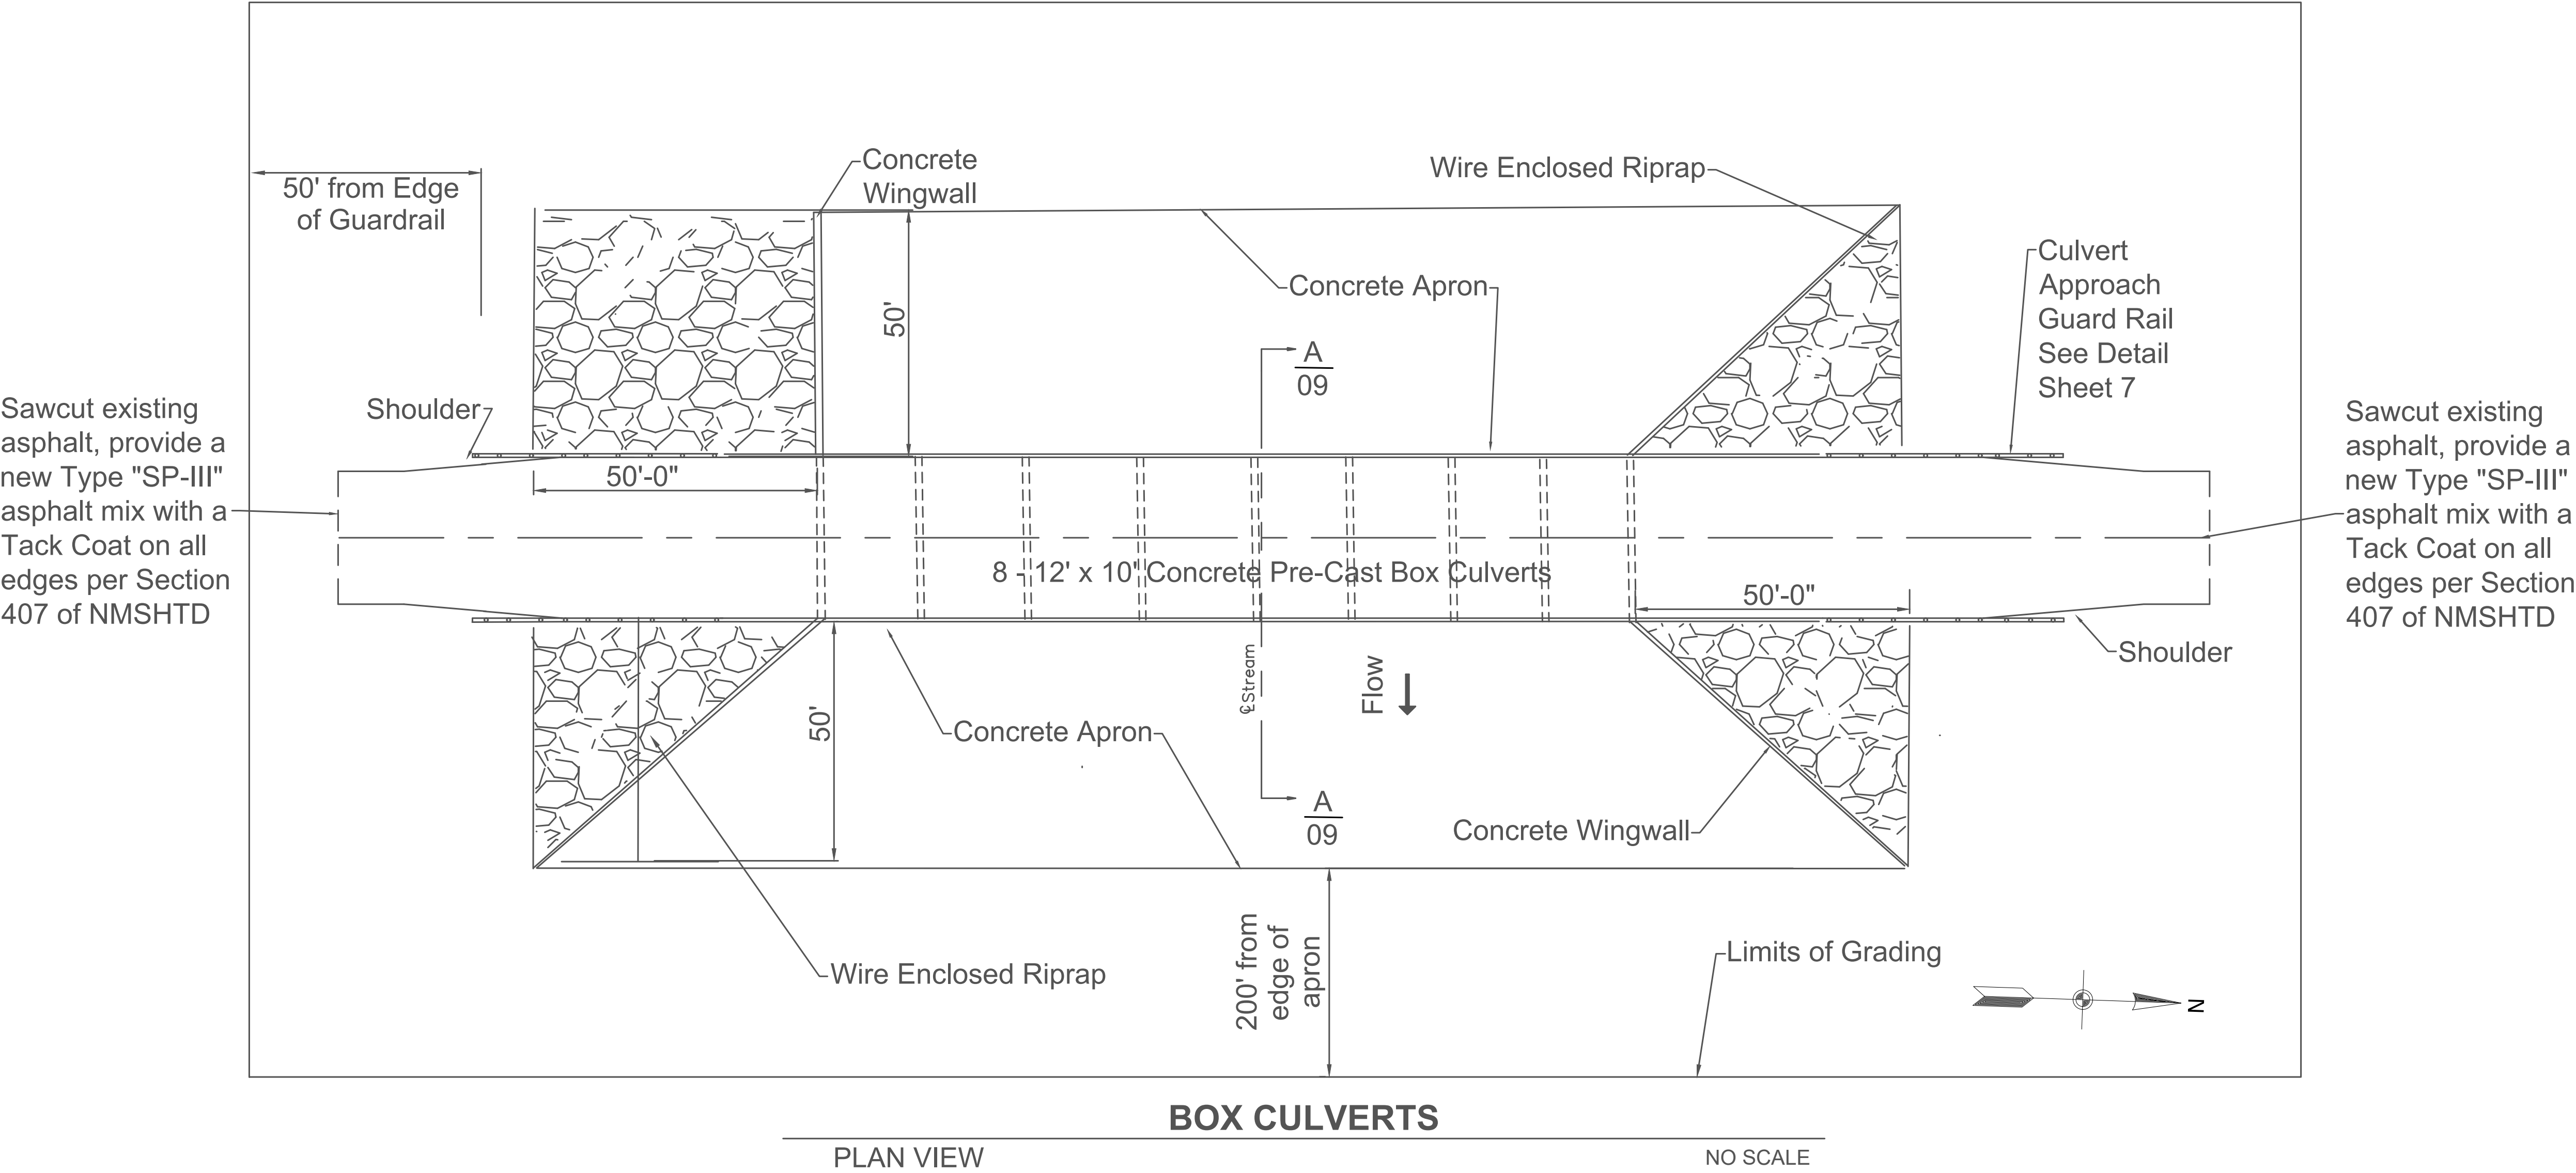 Concrete
Wingwall
Wire Enclosed Riprap
50' from Edge
of Guardrail
Culvert
Approach
Guard Rail
See Detail
Sheet 7
Concrete Apron
50'
A
09
Shoulder
Sawcut existing
asphalt, provide a
new Type "SP-III"
asphalt mix with a
Tack Coat on all
edges per Section
407 of NMSHTD
Sawcut existing
asphalt, provide a
new Type "SP-III"
asphalt mix with a
Tack Coat on all
edges per Section
407 of NMSHTD
50'-0"
8 - 12' x 10' Concrete Pre-Cast Box Culverts
50'-0"
Shoulder
℄ Stream
Flow
50'
Concrete Apron
A
09
Concrete Wingwall
200' from
edge of
apron
Limits of Grading
Wire Enclosed Riprap
N
BOX CULVERTS
PLAN VIEW
NO SCALE